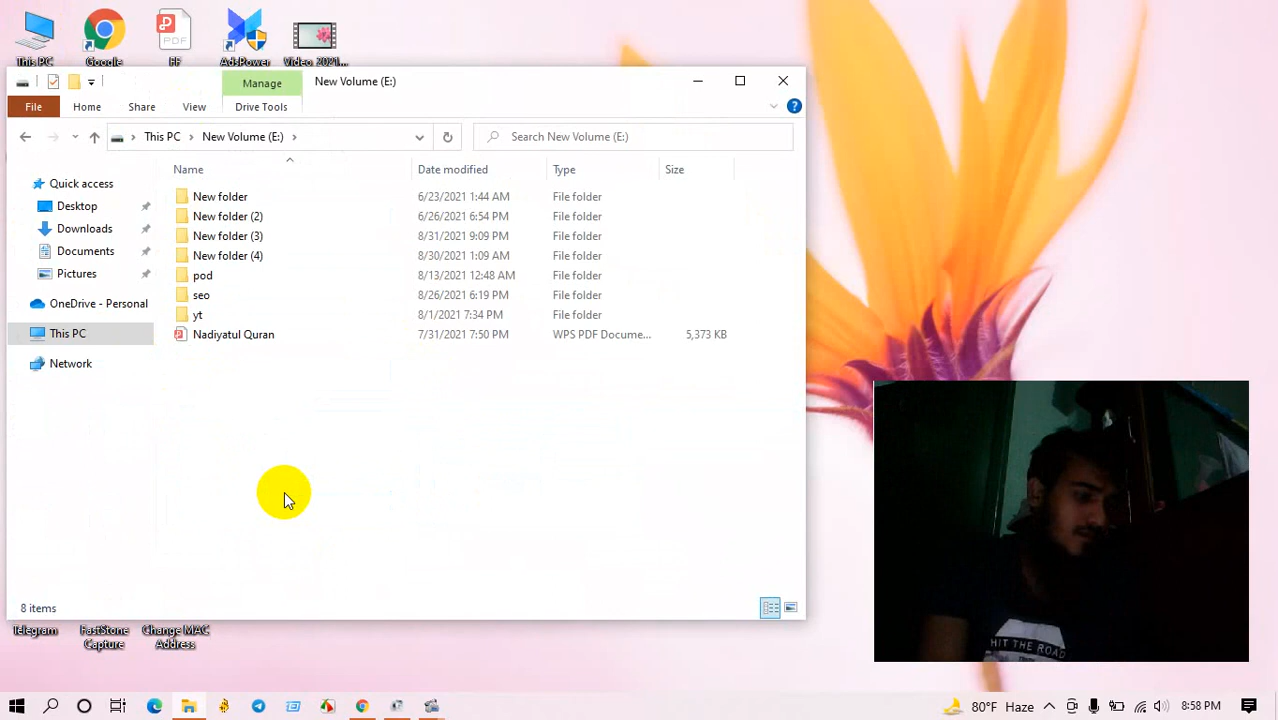 This PC
Google
PDF
FF
AdsPower
Video_2021...
Manage
New Volume (E:)
File
Home
Share
View
Drive Tools
This PC
New Volume (E:)
Search New Volume (E:)
Name
Date modified
Type
Size
Quick access
Desktop
Downloads
Documents
Pictures
OneDrive - Personal
This PC
Network
New folder 6/23/2021 1:44 AM File folder
New folder (2) 6/26/2021 6:54 PM File folder
New folder (3) 8/31/2021 9:09 PM File folder
New folder (4) 8/30/2021 1:09 AM File folder
pod 8/13/2021 12:48 AM File folder
seo 8/26/2021 6:19 PM File folder
yt 8/1/2021 7:34 PM File folder
Nadiyatul Quran 7/31/2021 7:50 PM WPS PDF Docume... 5,373 KB
8 items
Telegram
FastStone
Capture
Change MAC
Address
HIT THE ROAD
80°F Haze
8:58 PM